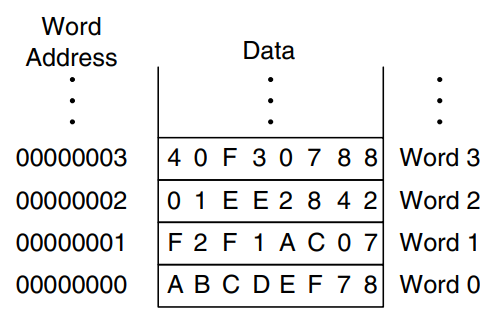 Word
Address
Data
00000003 4 0 F 3 0 7 8 8 Word 3
00000002 0 1 E E 2 8 4 2 Word 2
00000001 F 2 F 1 A C 0 7 Word 1
00000000 A B C D E F 7 8 Word 0